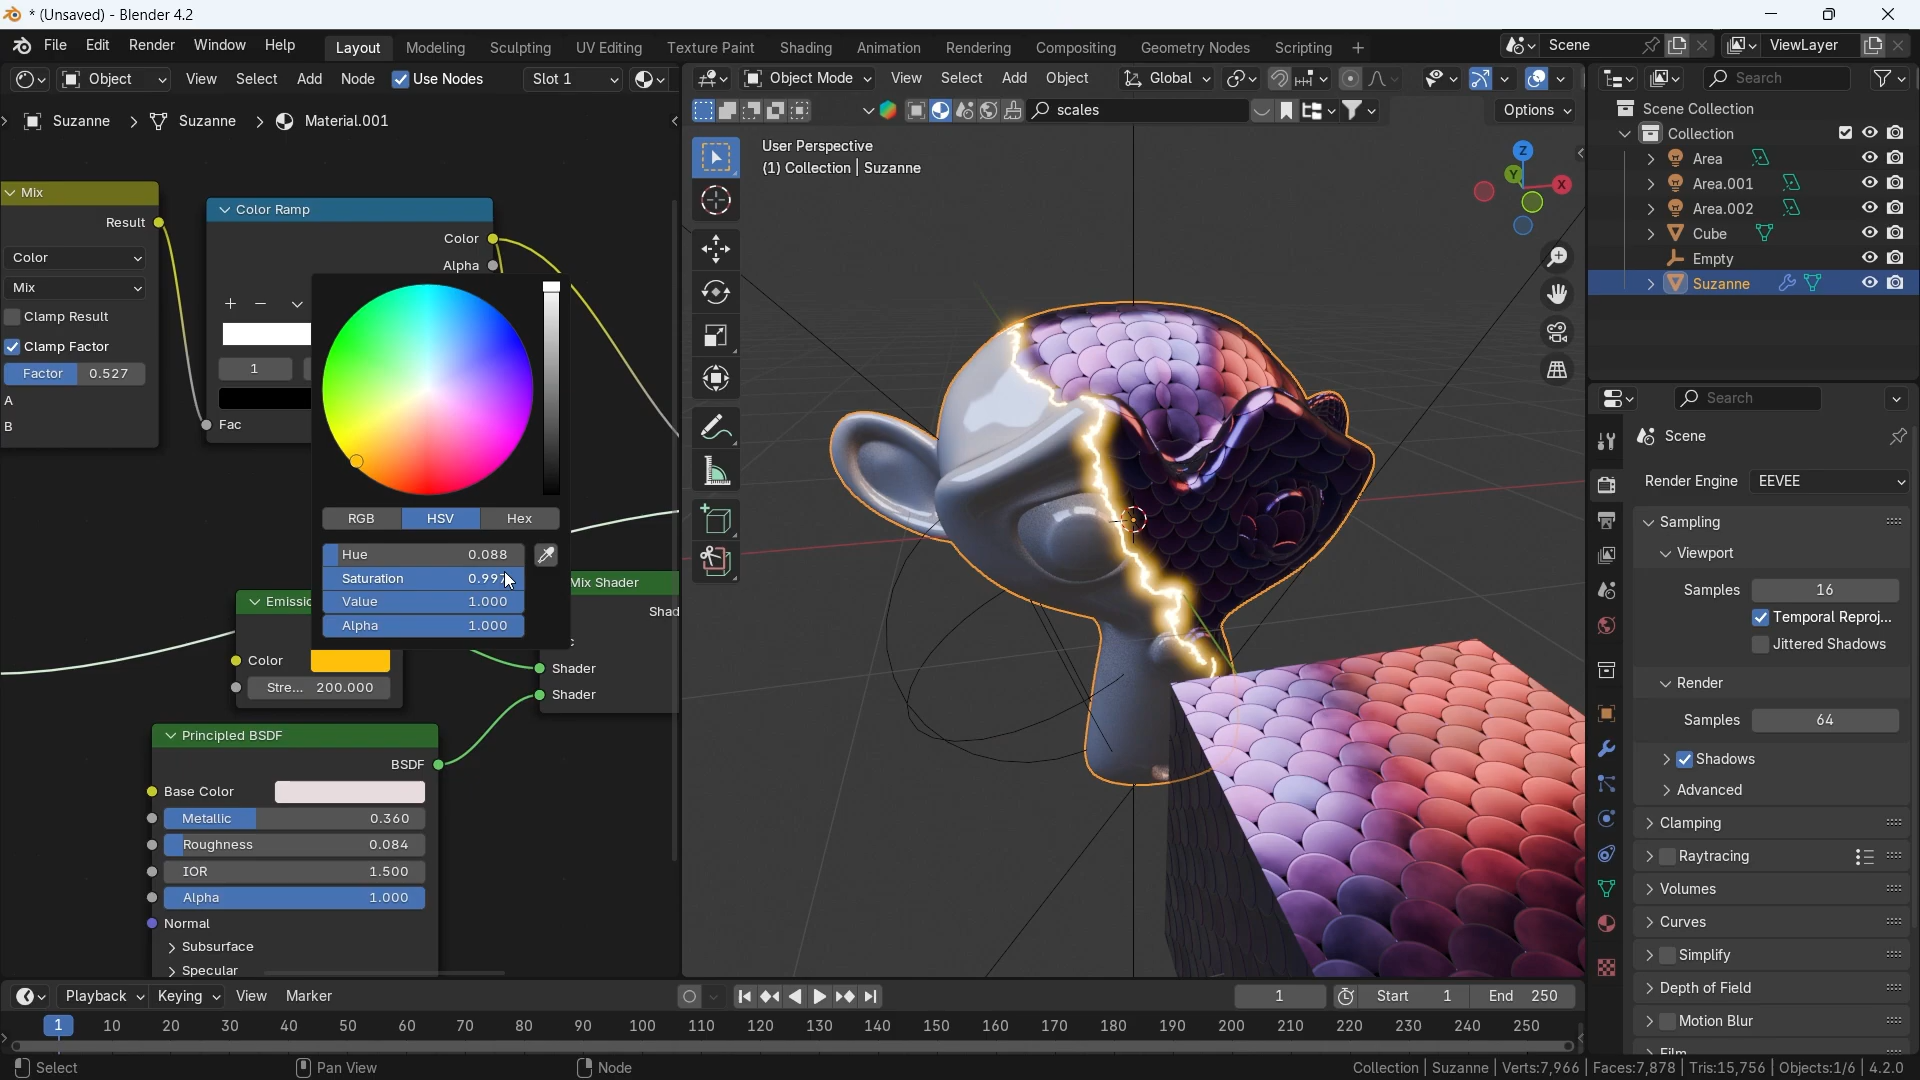 * (Unsaved) - Blender 4.2
File Edit Render Window Help Layout Modeling Sculpting UV Editing Texture Paint Shading Animation Rendering Compositing Geometry Nodes Scripting + Scene ViewLayer
Object View Select Add Node Use Nodes Slot 1
Object Mode View Select Add Object Global
Search
scales
Options
Suzanne > Suzanne > Material.001
Mix
Result
Color
Mix
Clamp Result
Clamp Factor
Factor 0.527
A
B
Color Ramp
Color
Alpha
1
Fac
RGB HSV Hex
Hue 0.088
Saturation 0.997
Value 1.000
Alpha 1.000
Color
Stre... 200.000
Mix Shader
Shader
Shader
Principled BSDF
BSDF
Base Color
Metallic 0.360
Roughness 0.084
IOR 1.500
Alpha 1.000
Normal
Subsurface
Specular
User Perspective
(1) Collection | Suzanne
Z
Y
X
Scene Collection
Collection
Area
Area.001
Area.002
Cube
Empty
Suzanne
Search
Scene
Render Engine EEVEE
Sampling
Viewport
Samples 16
Temporal Reproj...
Jittered Shadows
Render
Samples 64
Shadows
Advanced
Clamping
Raytracing
Volumes
Curves
Simplify
Depth of Field
Motion Blur
Film
Playback Keying View Marker
1 Start 1 End 250
1 10 20 30 40 50 60 70 80 90 100 110 120 130 140 150 160 170 180 190 200 210 220 230 240 250
Select Pan View Node
Collection | Suzanne | Verts:7,966 | Faces:7,878 | Tris:15,756 | Objects:1/6 | 4.2.0